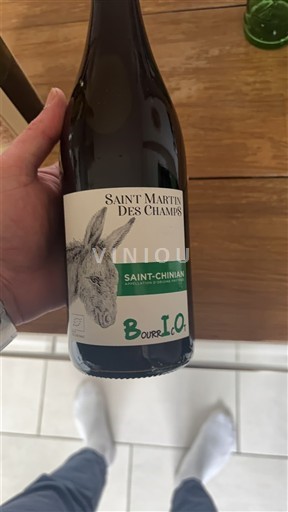 SAINT MARTIN
DES CHAMPS
VINIOU
SAINT-CHINIAN
BOURRICOT